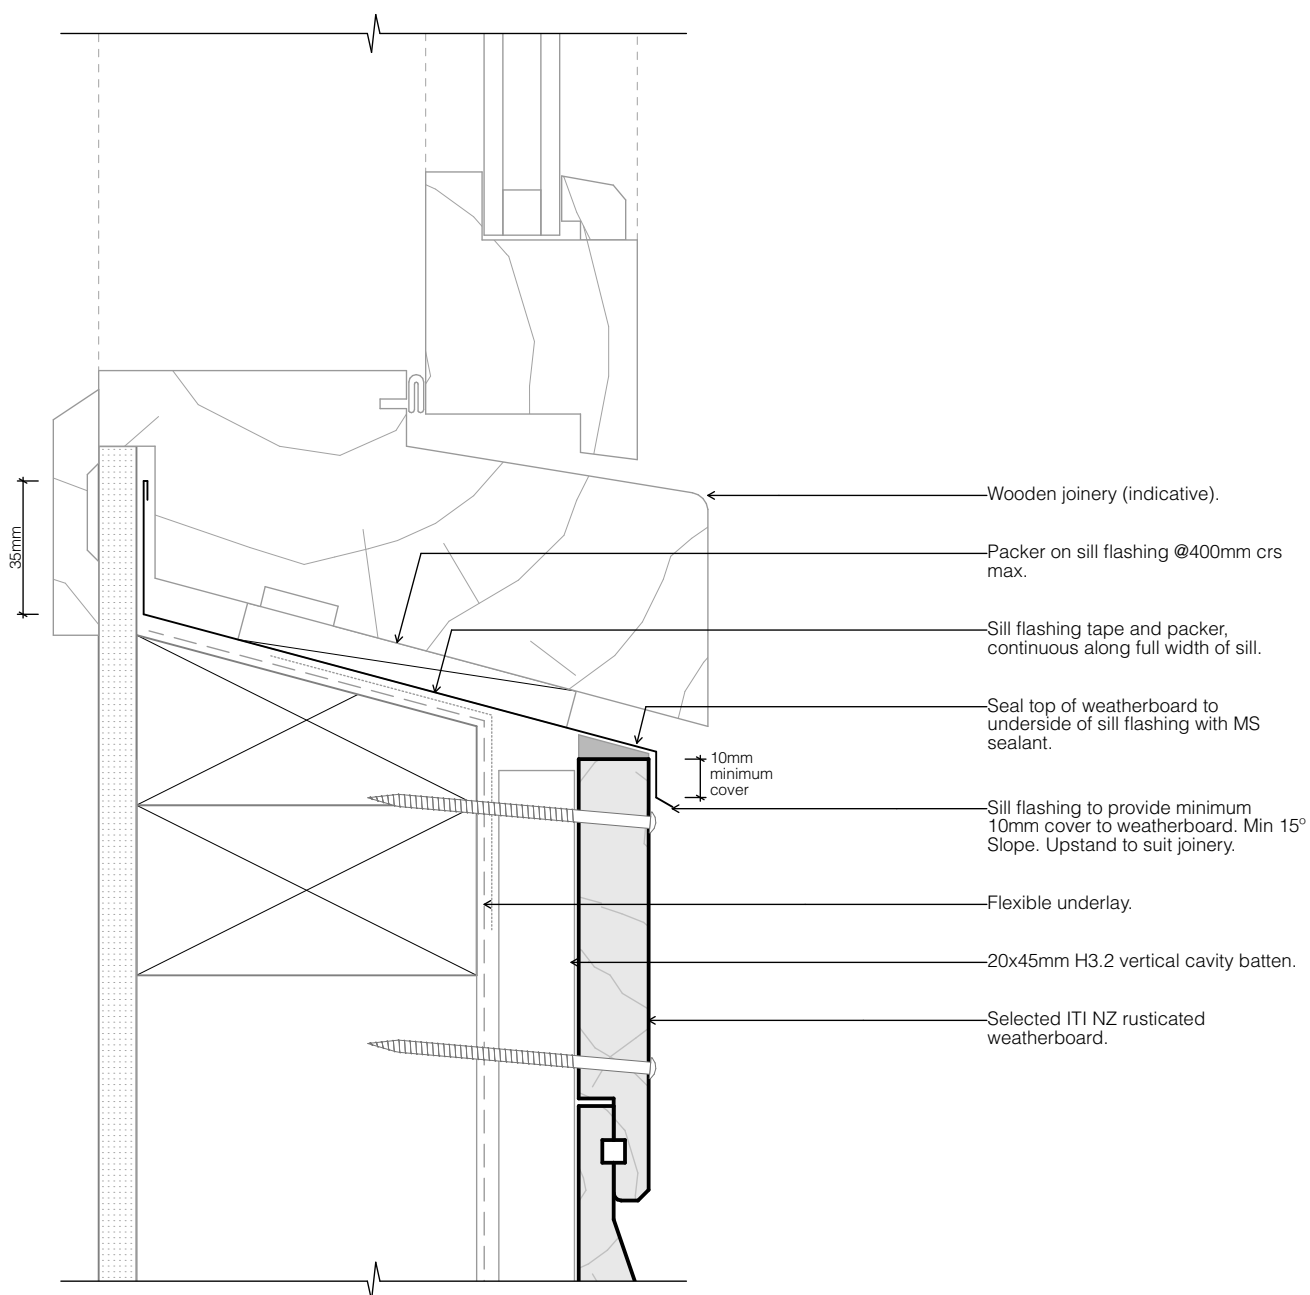 Wooden joinery (indicative).
35mm
Packer on sill flashing @400mm crs
max.
Sill flashing tape and packer,
continuous along full width of sill.
Seal top of weatherboard to
underside of sill flashing with MS
sealant.
10mm
minimum
cover
Sill flashing to provide minimum
10mm cover to weatherboard. Min 15°
Slope. Upstand to suit joinery.
Flexible underlay.
20x45mm H3.2 vertical cavity batten.
Selected ITI NZ rusticated
weatherboard.